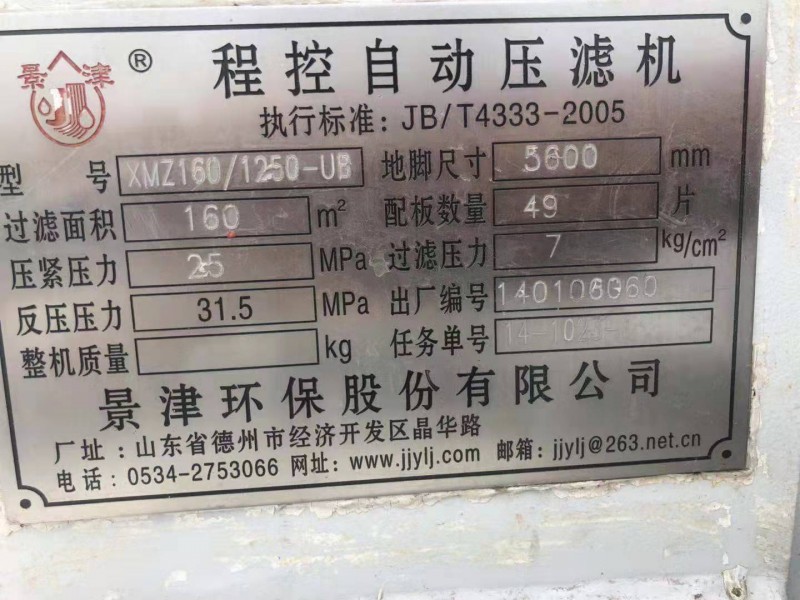 景津 ® 程控自动压滤机
执行标准：JB/T4333-2005
型 号 XMZ160/1250-UB 地脚尺寸 5600 mm
过滤面积 160 m² 配板数量 49 片
压紧压力 25 MPa 过滤压力 7 kg/cm²
反压压力 31.5 MPa 出厂编号 140106060
整机质量 kg 任务单号 14-10
景津环保股份有限公司
厂址：山东省德州市经济开发区晶华路
电话：0534-2753066 网址：www.jjylj.com 邮箱：jjylj@263.net.cn